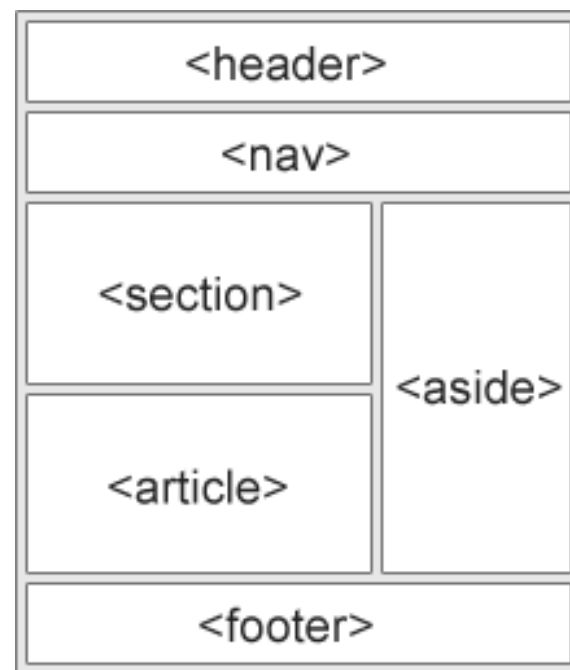 <header>
<nav>
<section>
<aside>
<article>
<footer>